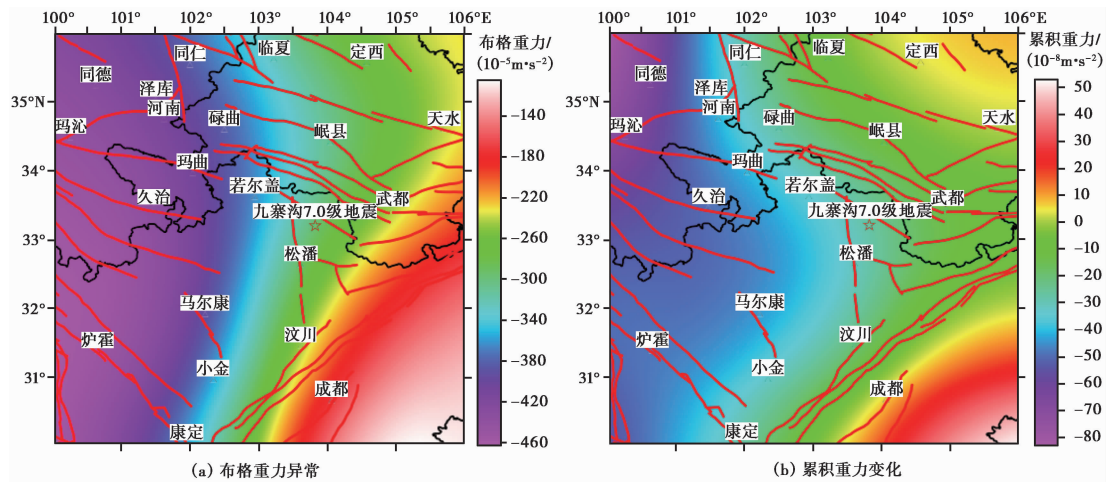 100° 101° 102° 103° 104° 105° 106°E
布格重力/
(10⁻⁵m•s⁻²)
35°N
34°
33°
32°
31°
同仁
临夏
定西
同德
泽库
河南
碌曲
天水
玛沁
岷县
玛曲
若尔盖
久治
武都
九寨沟7.0级地震
松潘
马尔康
炉霍
汶川
小金
成都
康定
-140
-180
-220
-260
-300
-340
-380
-420
-460
(a) 布格重力异常
100° 101° 102° 103° 104° 105° 106°E
累积重力/
(10⁻⁸m•s⁻²)
35°N
34°
33°
32°
31°
同仁
临夏
定西
同德
泽库
河南
碌曲
天水
玛沁
岷县
玛曲
若尔盖
久治
武都
九寨沟7.0级地震
松潘
马尔康
炉霍
汶川
小金
成都
康定
50
40
30
20
10
0
-10
-20
-30
-40
-50
-60
-70
-80
(b) 累积重力变化